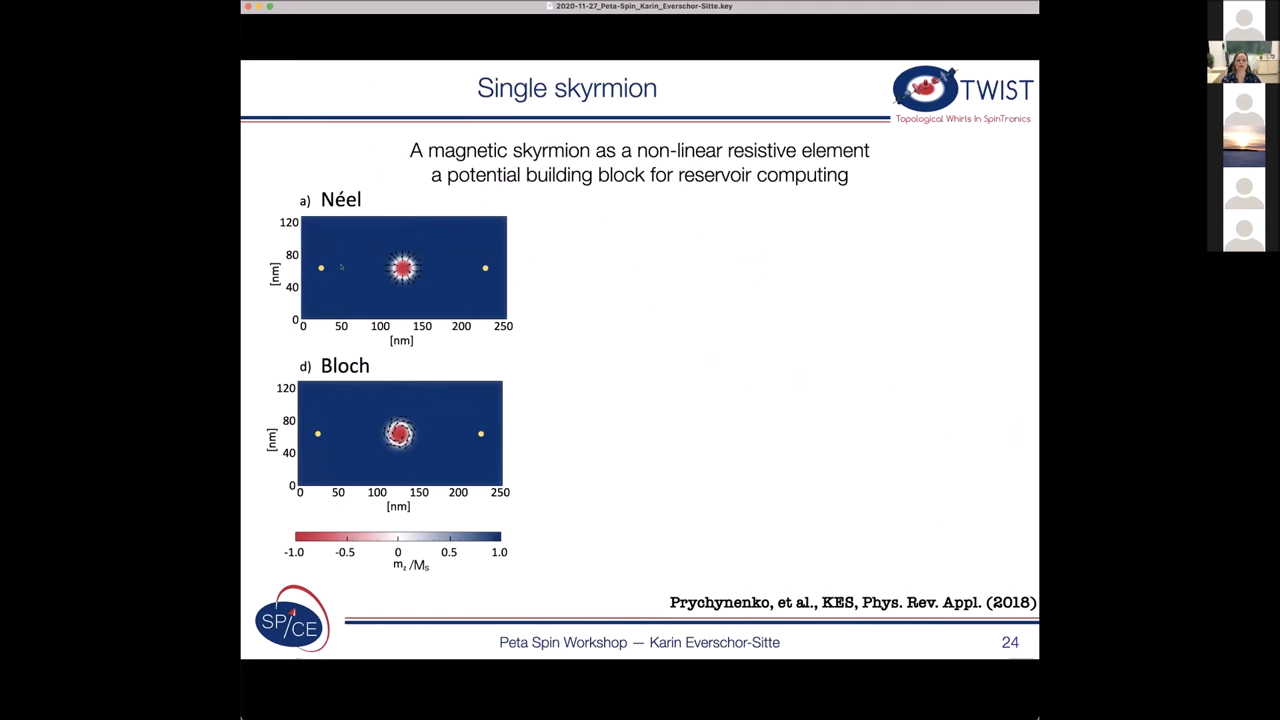 2020-11-27_Peta-Spin_Karin_Everschor-Sitte.key
Single skyrmion
TWIST
Topological Whirls In SpinTronics
A magnetic skyrmion as a non-linear resistive element
a potential building block for reservoir computing
a) Néel
120
80
40
0
[nm]
0 50 100 150 200 250
[nm]
d) Bloch
120
80
40
0
[nm]
0 50 100 150 200 250
[nm]
-1.0 -0.5 0 0.5 1.0
mz/Ms
Prychynenko, et al., KES, Phys. Rev. Appl. (2018)
SPICE
Peta Spin Workshop — Karin Everschor-Sitte
24